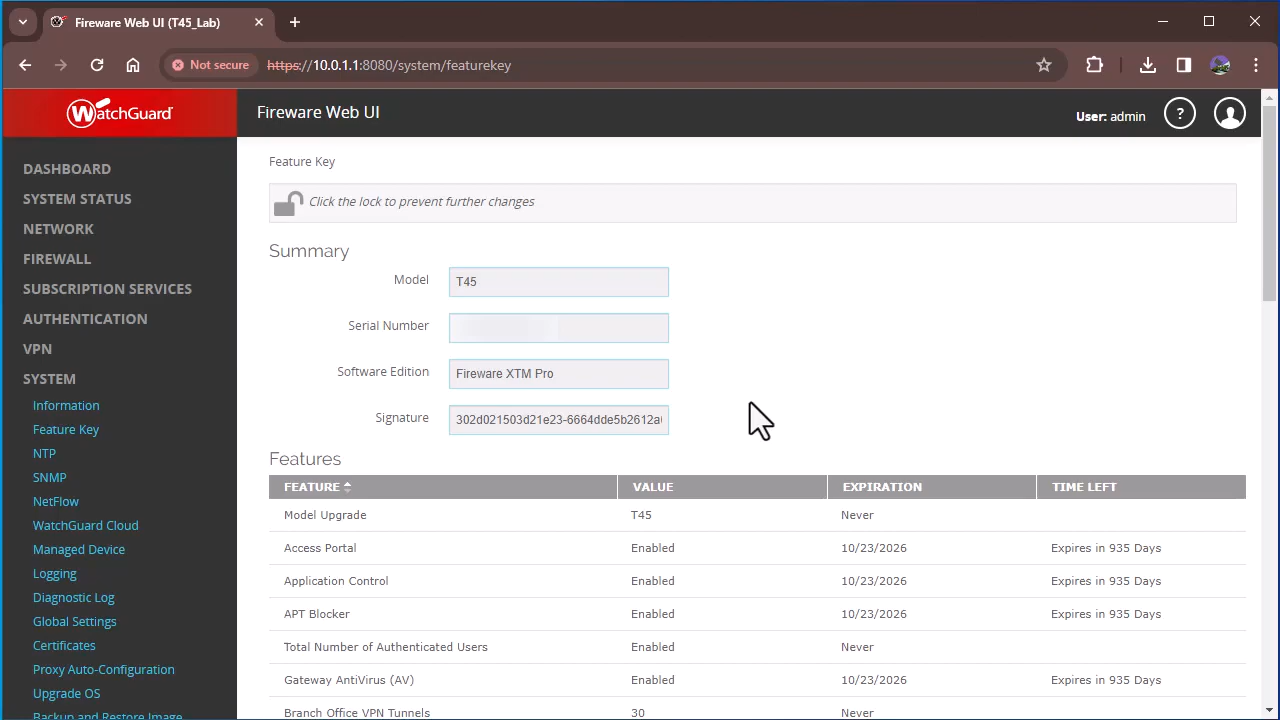 Fireware Web UI (T45_Lab)
Not secure https://10.0.1.1:8080/system/featurekey
WatchGuard
Fireware Web UI
User: admin
?
DASHBOARD
SYSTEM STATUS
NETWORK
FIREWALL
SUBSCRIPTION SERVICES
AUTHENTICATION
VPN
SYSTEM
Information
Feature Key
NTP
SNMP
NetFlow
WatchGuard Cloud
Managed Device
Logging
Diagnostic Log
Global Settings
Certificates
Proxy Auto-Configuration
Upgrade OS
Backup and Restore Image
Feature Key
Click the lock to prevent further changes
Summary
Model T45
Serial Number
Software Edition Fireware XTM Pro
Signature 302d021503d21e23-6664dde5b2612a
Features
FEATURE VALUE EXPIRATION TIME LEFT
Model Upgrade T45 Never
Access Portal Enabled 10/23/2026 Expires in 935 Days
Application Control Enabled 10/23/2026 Expires in 935 Days
APT Blocker Enabled 10/23/2026 Expires in 935 Days
Total Number of Authenticated Users Enabled Never
Gateway AntiVirus (AV) Enabled 10/23/2026 Expires in 935 Days
Branch Office VPN Tunnels 30 Never